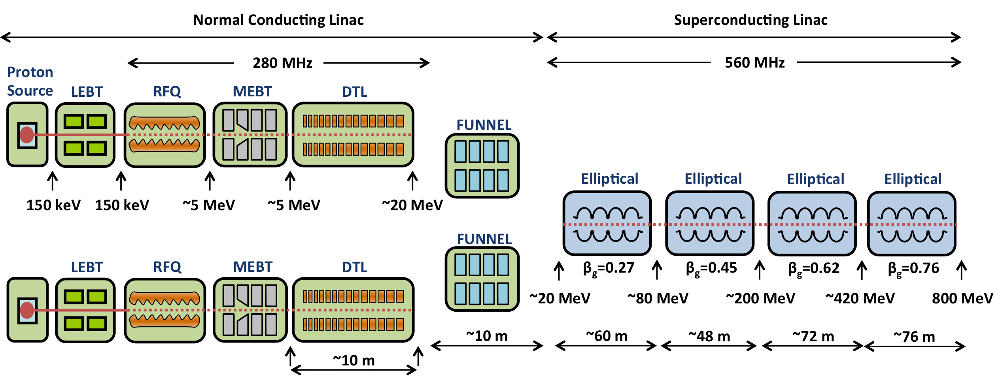 Normal Conducting Linac
Superconducting Linac
280 MHz
560 MHz
Proton
Source
LEBT
RFQ
MEBT
DTL
FUNNEL
150 keV
150 keV
~5 MeV
~5 MeV
~20 MeV
Elliptical
Elliptical
Elliptical
Elliptical
FUNNEL
LEBT
RFQ
MEBT
DTL
βg=0.27
βg=0.45
βg=0.62
βg=0.76
~20 MeV
~80 MeV
~200 MeV
~420 MeV
800 MeV
~10 m
~60 m
~48 m
~72 m
~76 m
~10 m